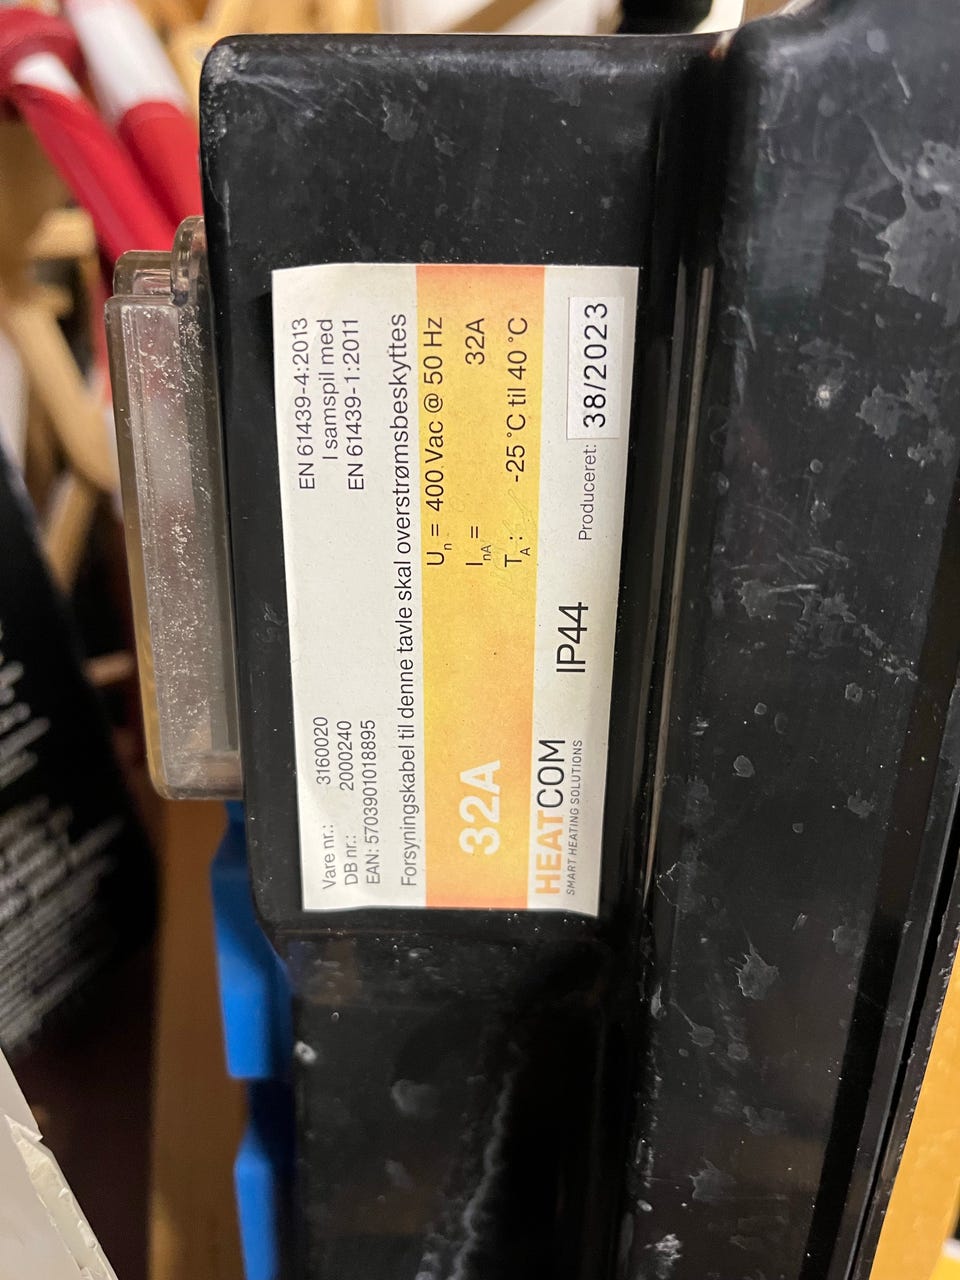 EN 61439-4:2013
I samspil med
EN 61439-1:2011
Vare nr.: 3160020
DB nr.: 2000240
EAN: 5703901018895
Forsyningskabel til denne tavle skal overstrømsbeskyttes
32A
Un = 400 Vac @ 50 Hz
InA = 32A
TA : -25 °C til 40 °C
HEATCOM
SMART HEATING SOLUTIONS
IP44
Produceret: 38/2023